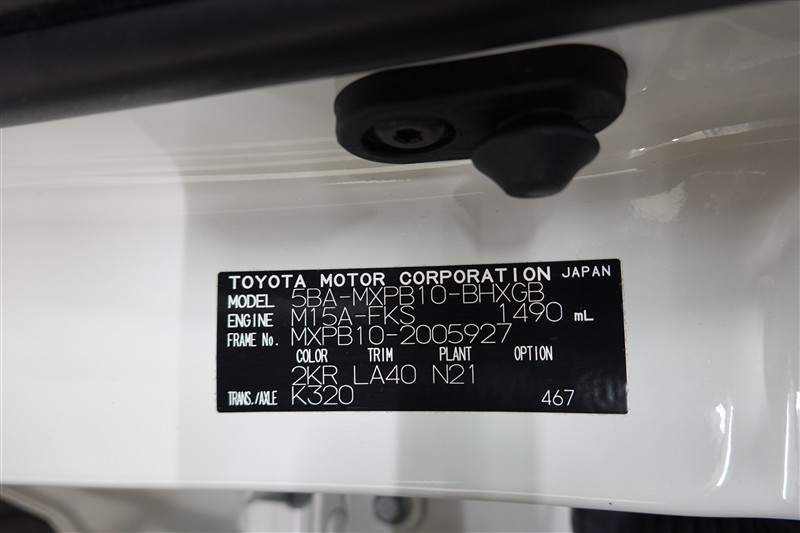 TOYOTA MOTOR CORPORATION JAPAN
MODEL 5BA-MXPB10-BHXGB
ENGINE M15A-FKS 1490 mL
FRAME No. MXPB10-2005927
COLOR TRIM PLANT OPTION
2KR LA40 N21
TRANS./AXLE K320 467